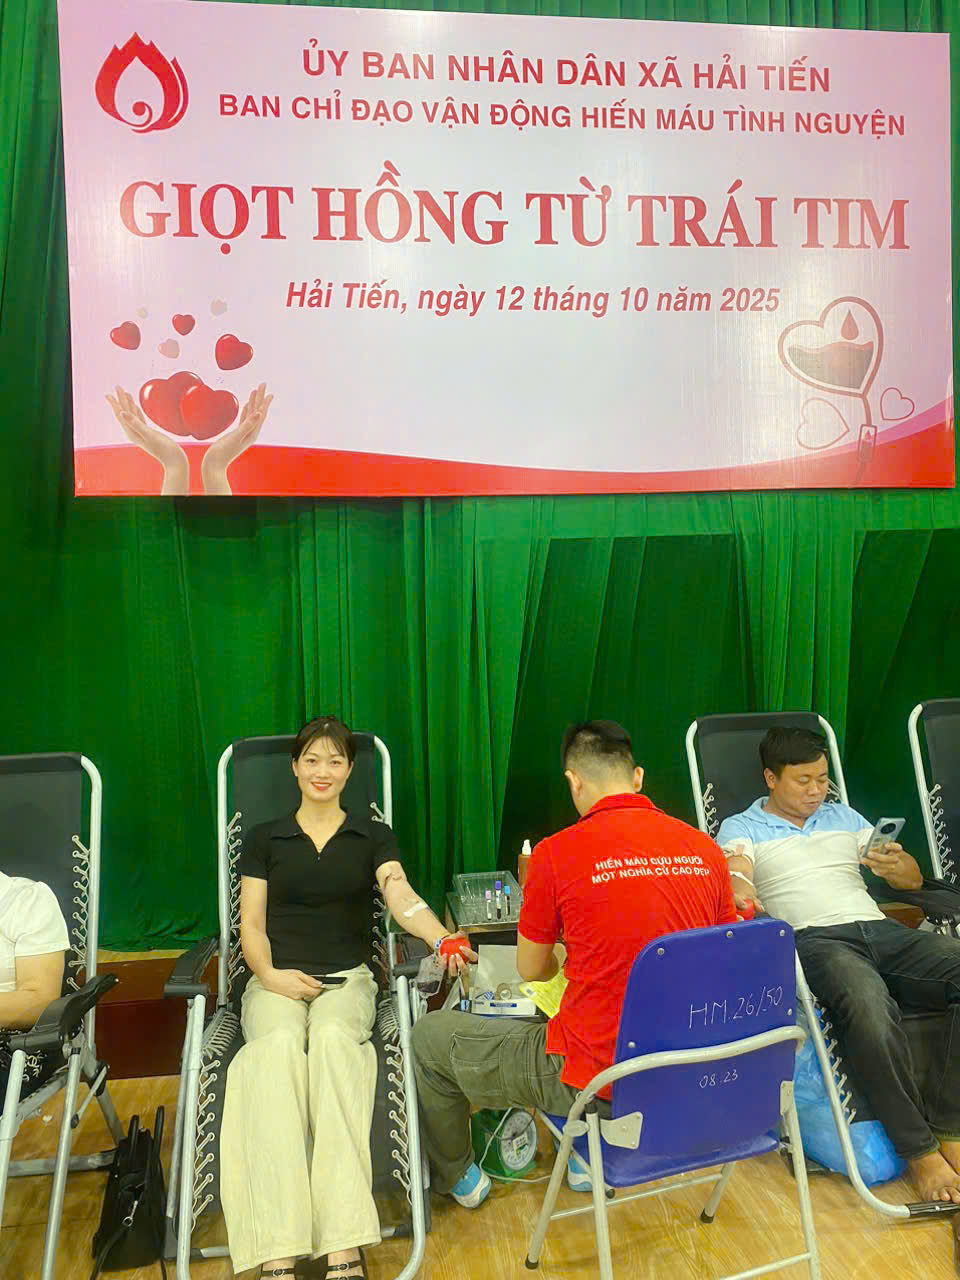 ỦY BAN NHÂN DÂN XÃ HẢI TIẾN
BAN CHỈ ĐẠO VẬN ĐỘNG HIẾN MÁU TÌNH NGUYỆN
GIỌT HỒNG TỪ TRÁI TIM
Hải Tiến, ngày 12 tháng 10 năm 2025
HIẾN MÁU CỨU NGƯỜI
MỘT NGHĨA CỬ CAO ĐẸP
HM.26/50
08.23